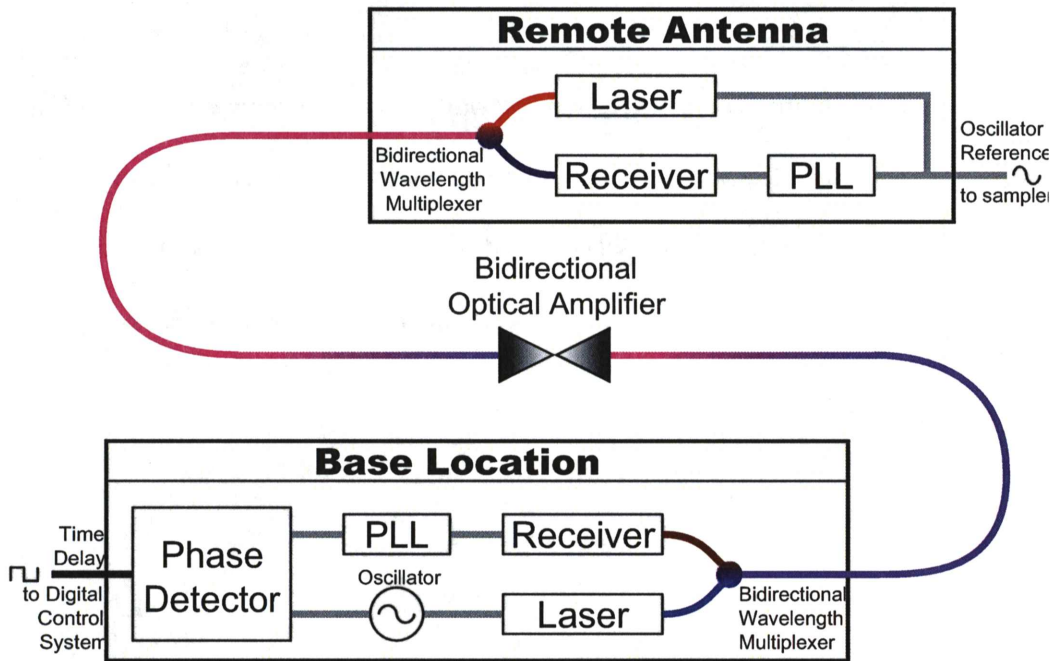 Remote Antenna
Laser
Bidirectional
Wavelength
Multiplexer
Receiver
PLL
Oscillator
Reference
to sampler
Bidirectional
Optical Amplifier
Base Location
Time
Delay
to Digital
Control
System
Phase
Detector
PLL
Receiver
Oscillator
Laser
Bidirectional
Wavelength
Multiplexer